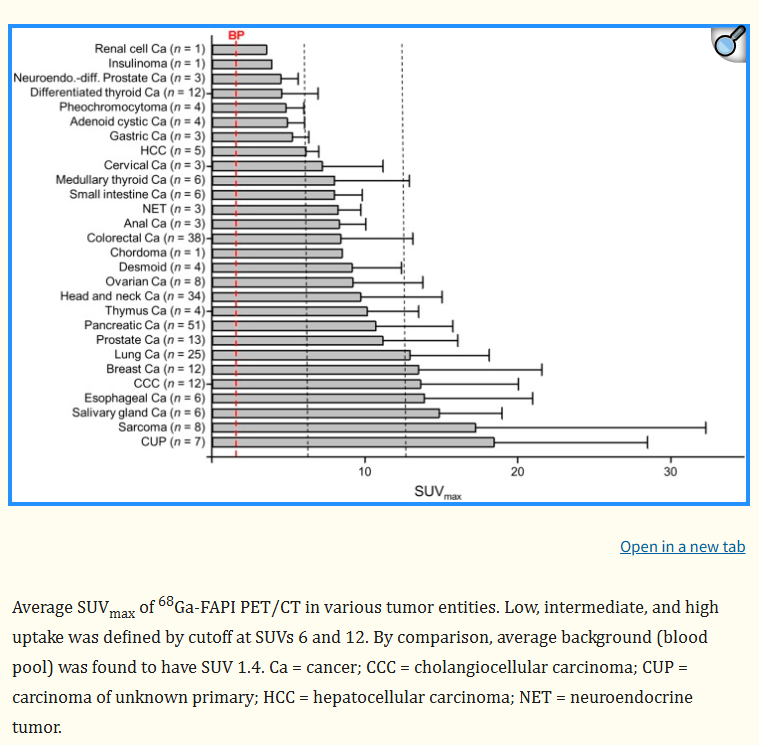 BP
Renal cell Ca (n = 1)
Insulinoma (n = 1)
Neuroendo.-diff. Prostate Ca (n = 3)
Differentiated thyroid Ca (n = 12)
Pheochromocytoma (n = 4)
Adenoid cystic Ca (n = 4)
Gastric Ca (n = 3)
HCC (n = 5)
Cervical Ca (n = 3)
Medullary thyroid Ca (n = 6)
Small intestine Ca (n = 6)
NET (n = 3)
Anal Ca (n = 3)
Colorectal Ca (n = 38)
Chordoma (n = 1)
Desmoid (n = 4)
Ovarian Ca (n = 8)
Head and neck Ca (n = 34)
Thymus Ca (n = 4)
Pancreatic Ca (n = 51)
Prostate Ca (n = 13)
Lung Ca (n = 25)
Breast Ca (n = 12)
CCC (n = 12)
Esophageal Ca (n = 6)
Salivary gland Ca (n = 6)
Sarcoma (n = 8)
CUP (n = 7)
10 20 30
SUVmax
Open in a new tab
Average SUVmax of 68Ga-FAPI PET/CT in various tumor entities. Low, intermediate, and high
uptake was defined by cutoff at SUVs 6 and 12. By comparison, average background (blood
pool) was found to have SUV 1.4. Ca = cancer; CCC = cholangiocellular carcinoma; CUP =
carcinoma of unknown primary; HCC = hepatocellular carcinoma; NET = neuroendocrine
tumor.